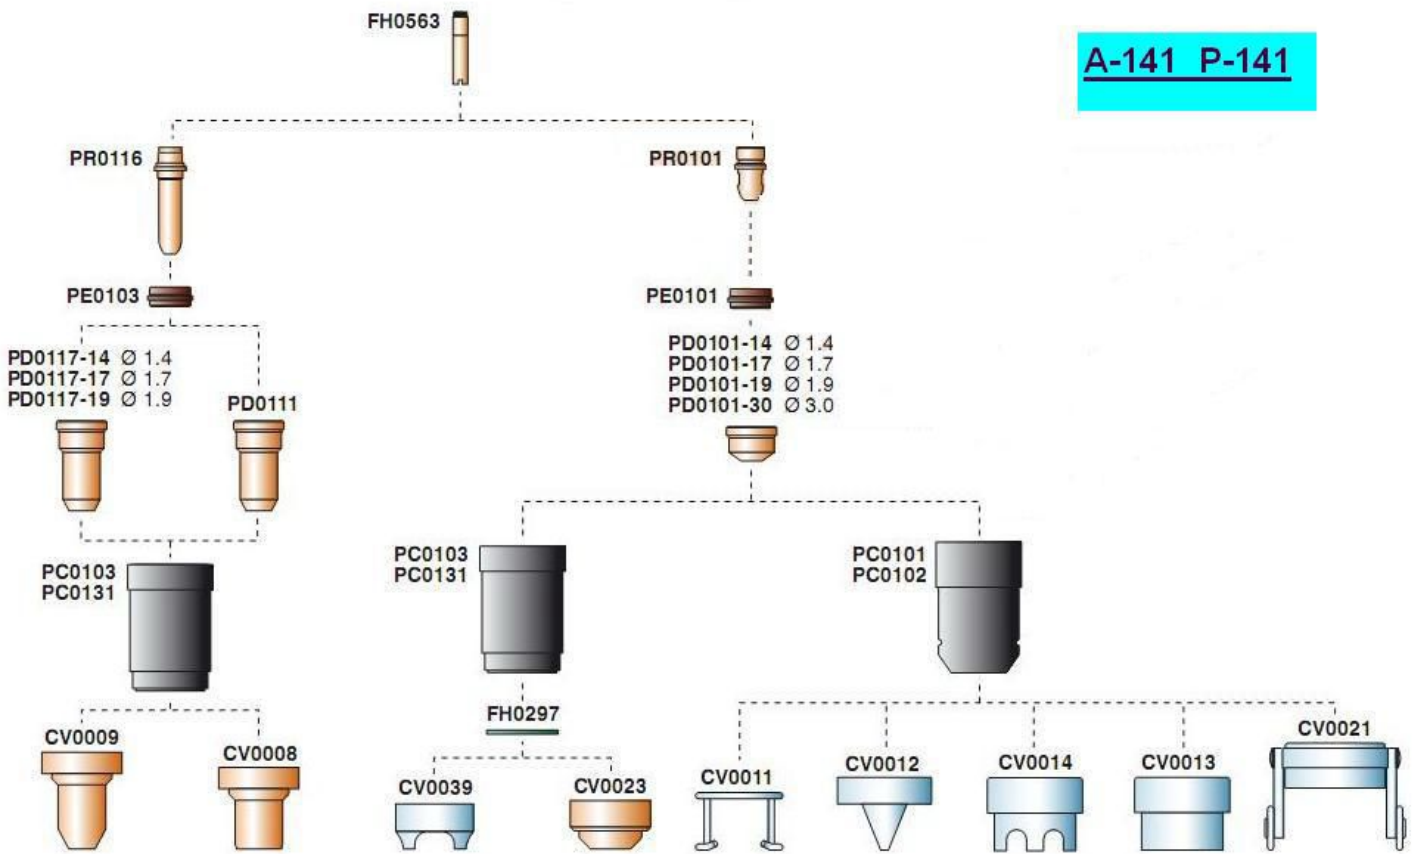 FH0563
A-141 P-141
PR0116
PR0101
PE0103
PE0101
PD0117-14 Ø 1.4
PD0117-17 Ø 1.7
PD0117-19 Ø 1.9
PD0111
PD0101-14 Ø 1.4
PD0101-17 Ø 1.7
PD0101-19 Ø 1.9
PD0101-30 Ø 3.0
PC0103
PC0131
PC0103
PC0131
PC0101
PC0102
CV0009
CV0008
FH0297
CV0039
CV0023
CV0011
CV0012
CV0014
CV0013
CV0021